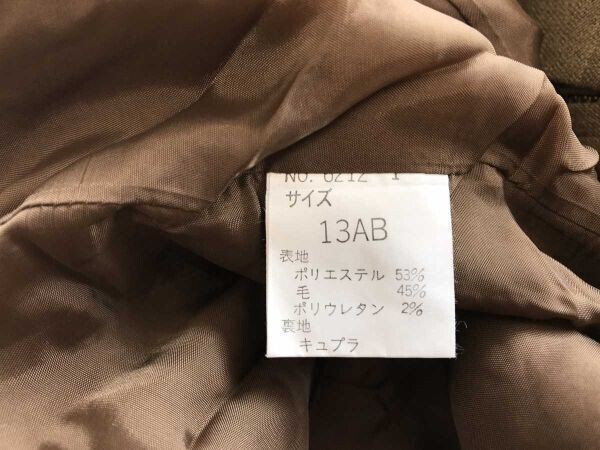 NO. 6212 1
サイズ
13AB
表地
ポリエステル 53%
毛 45%
ポリウレタン 2%
裏地
キュプラ